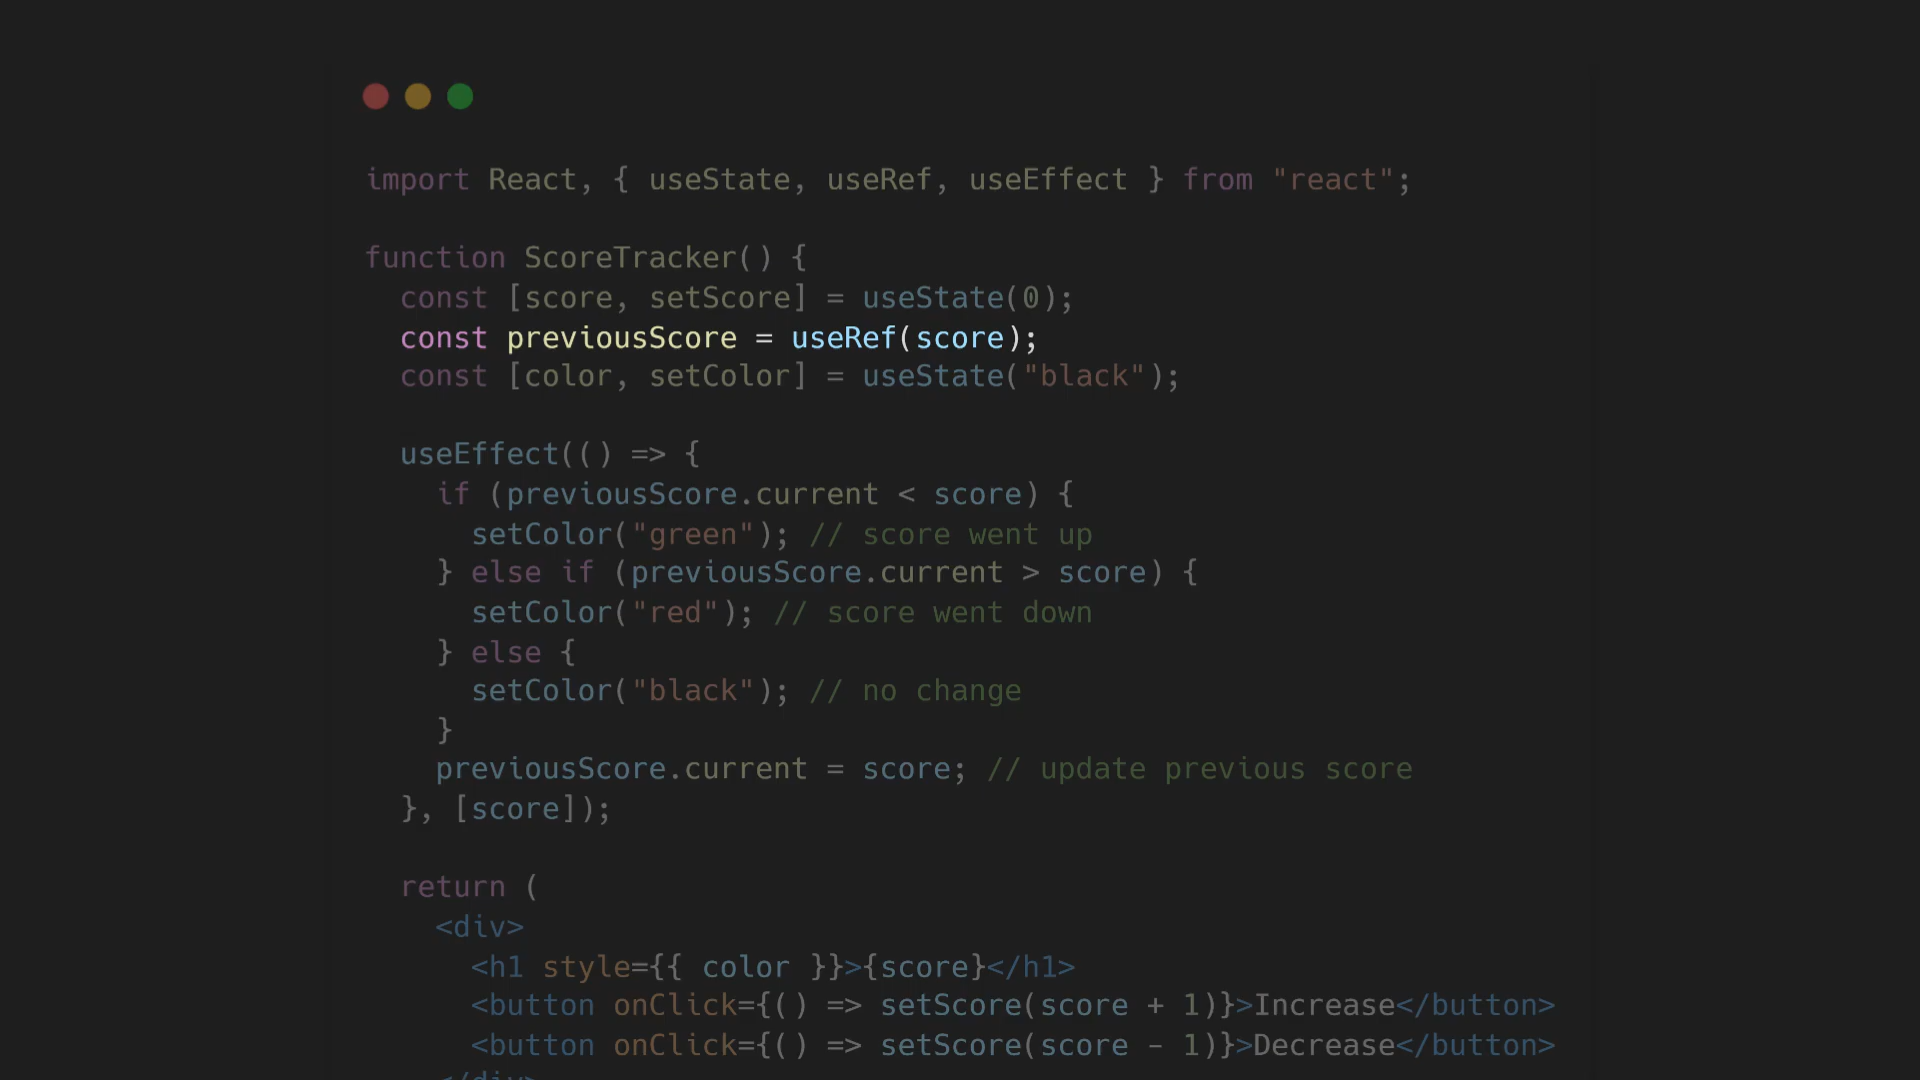 import React, { useState, useRef, useEffect } from "react";
function ScoreTracker() {
const [score, setScore] = useState(0);
const previousScore = useRef(score);
const [color, setColor] = useState("black");
useEffect(() => {
if (previousScore.current < score) {
setColor("green"); // score went up
} else if (previousScore.current > score) {
setColor("red"); // score went down
} else {
setColor("black"); // no change
}
previousScore.current = score; // update previous score
}, [score]);
return (
<div>
<h1 style={{ color }}>{score}</h1>
<button onClick={() => setScore(score + 1)}>Increase</button>
<button onClick={() => setScore(score - 1)}>Decrease</button>
</div>